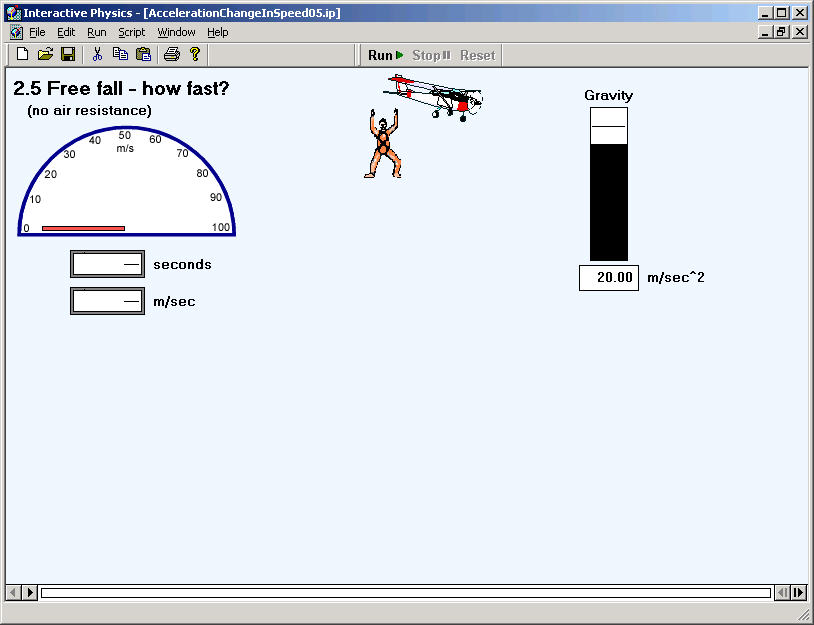 Interactive Physics - [AccelerationChangeInSpeed05.ip]
File Edit Run Script Window Help
Run Stop Reset
2.5 Free fall - how fast?
(no air resistance)
0 10 20 30 40 50 60 70 80 90 100
m/s
seconds
m/sec
Gravity
20.00 m/sec^2